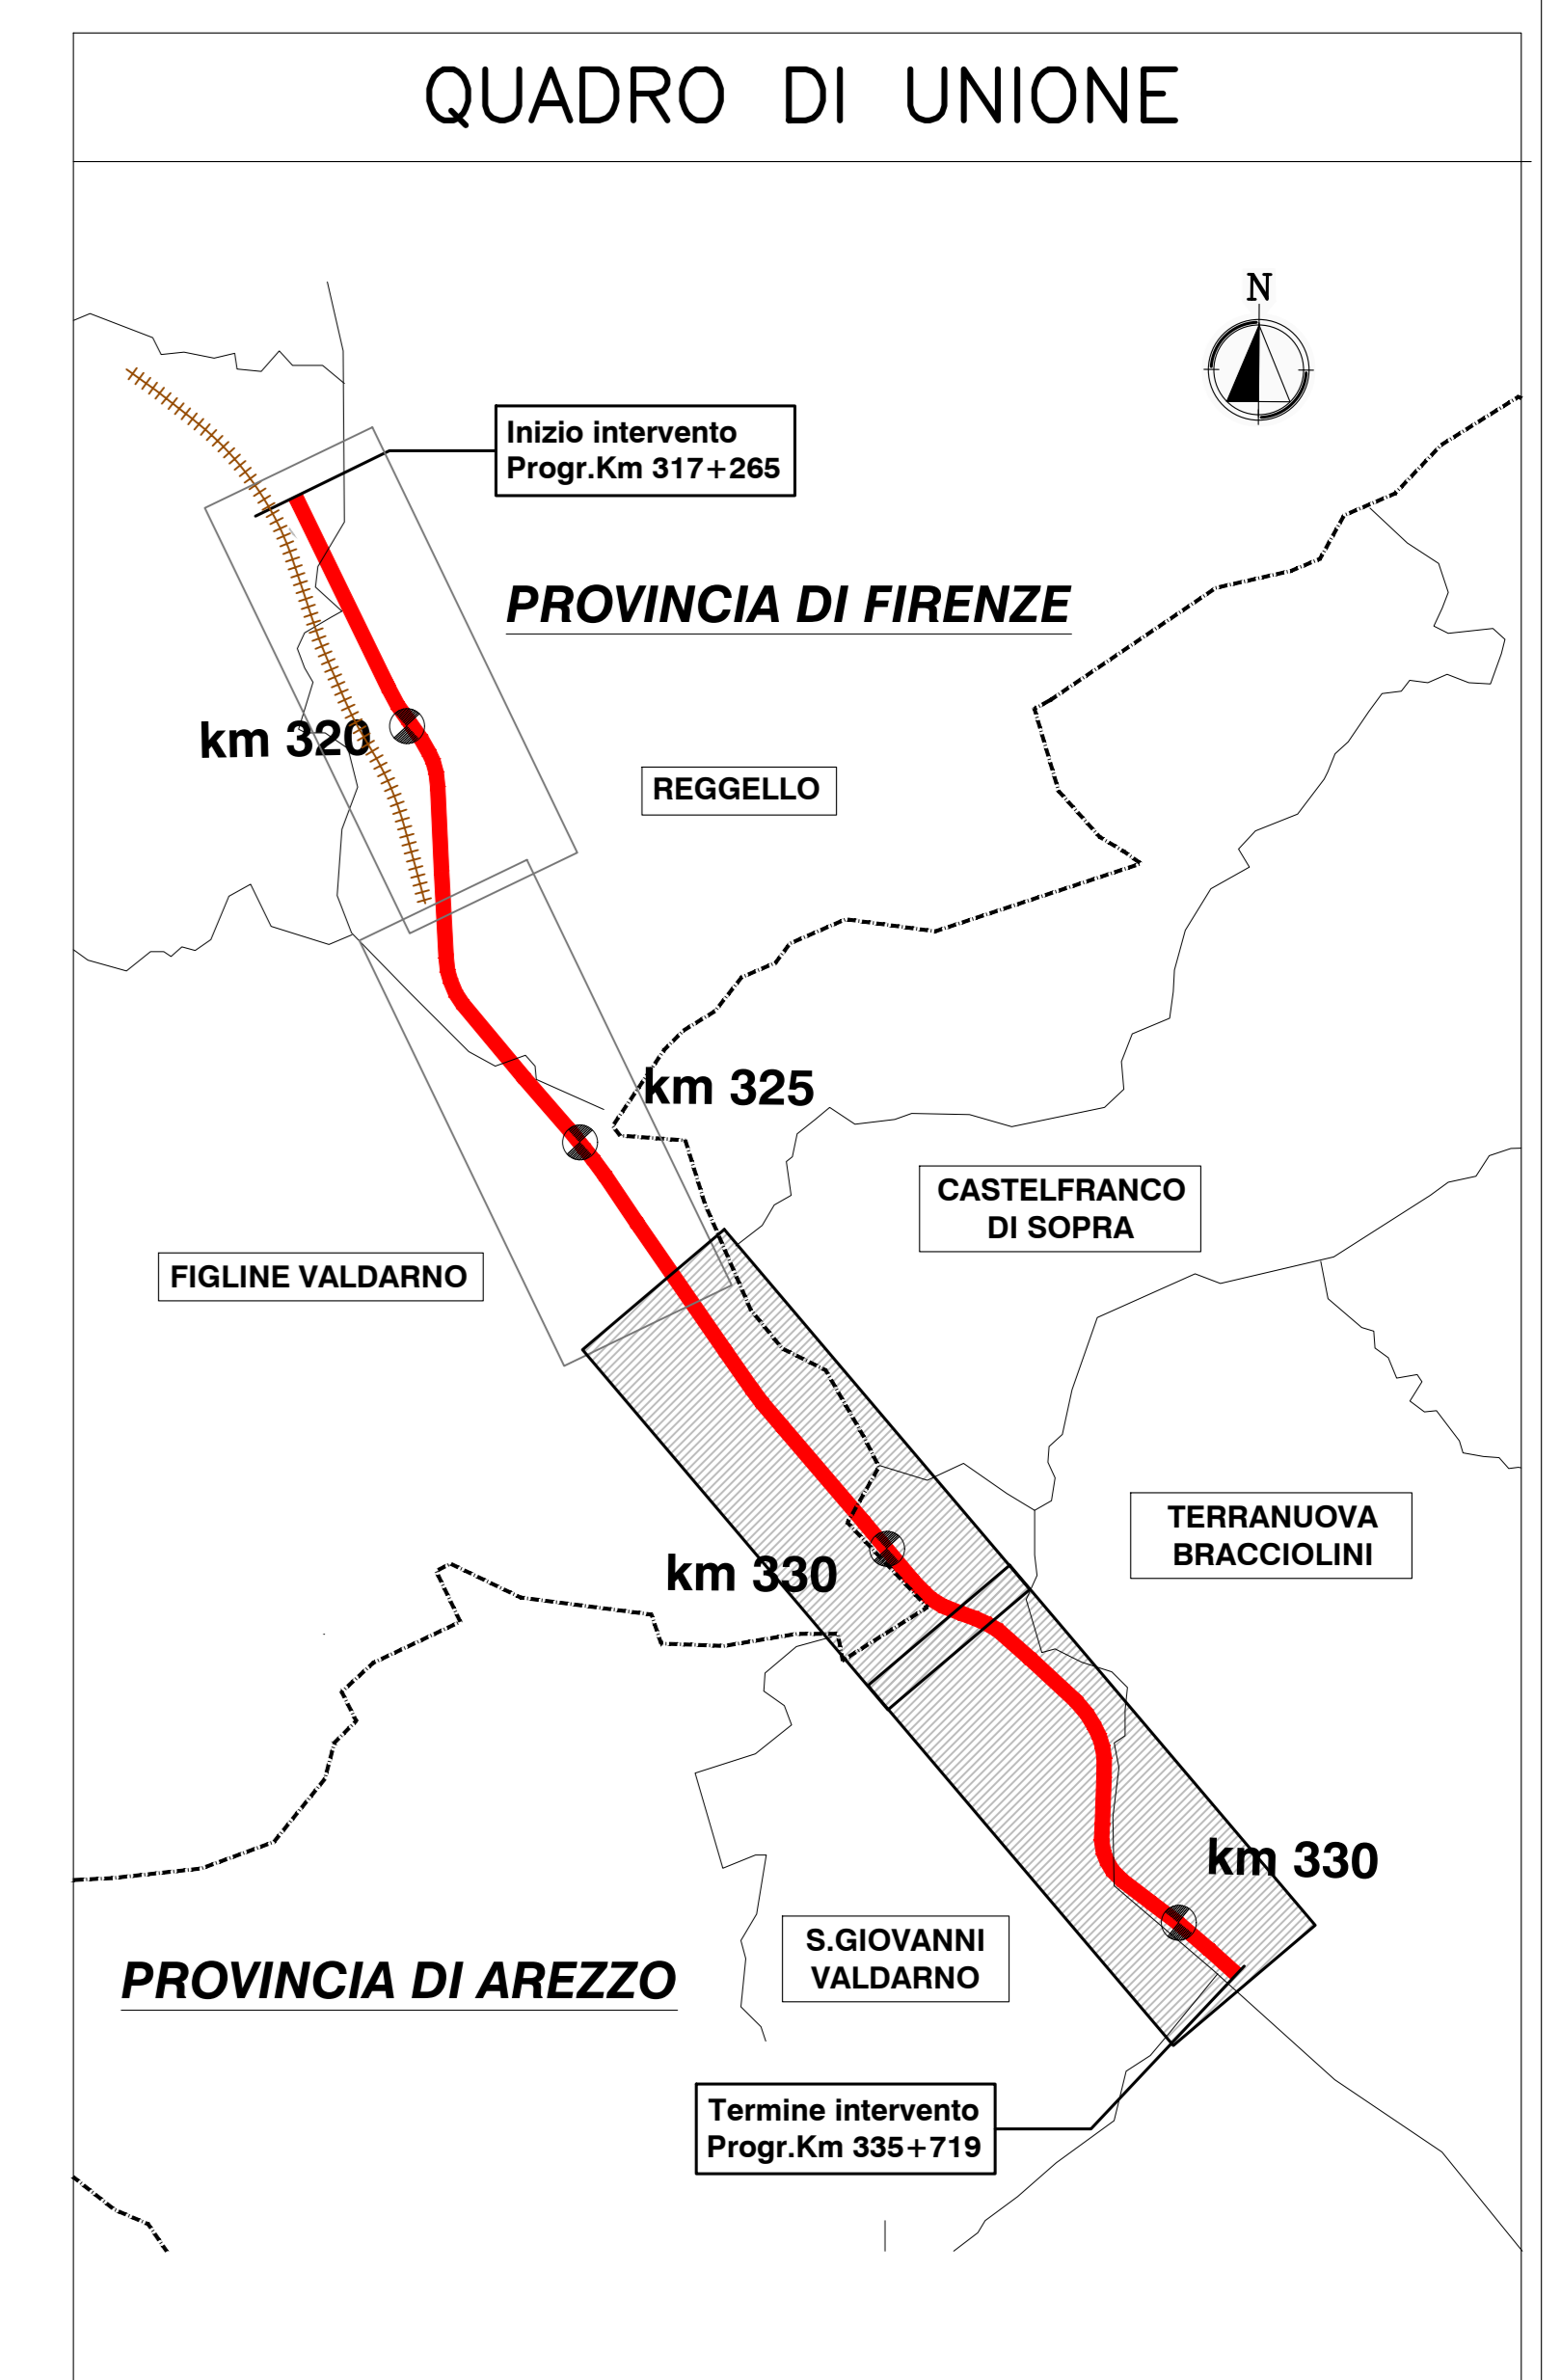 QUADRO DI UNIONE
N
Inizio intervento
Progr.Km 317+265
PROVINCIA DI FIRENZE
km 320
REGGELLO
km 325
CASTELFRANCO
DI SOPRA
FIGLINE VALDARNO
TERRANUOVA
BRACCIOLINI
km 330
km 330
S.GIOVANNI
VALDARNO
PROVINCIA DI AREZZO
Termine intervento
Progr.Km 335+719